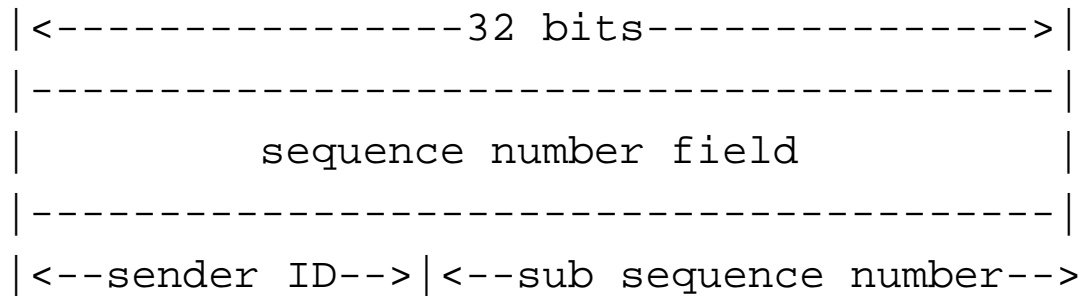 |<----------------32 bits--------------->|
|----------------------------------------|
|         sequence number field          |
|----------------------------------------|
|<--sender ID-->|<--sub sequence number-->